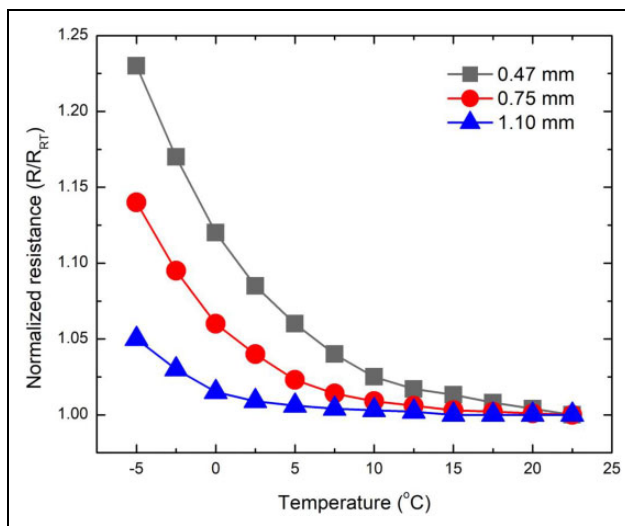 1.25
1.20
1.15
1.10
1.05
1.00
Normalized resistance (R/R_RT)
0.47 mm
0.75 mm
1.10 mm
-5 0 5 10 15 20 25
Temperature (°C)